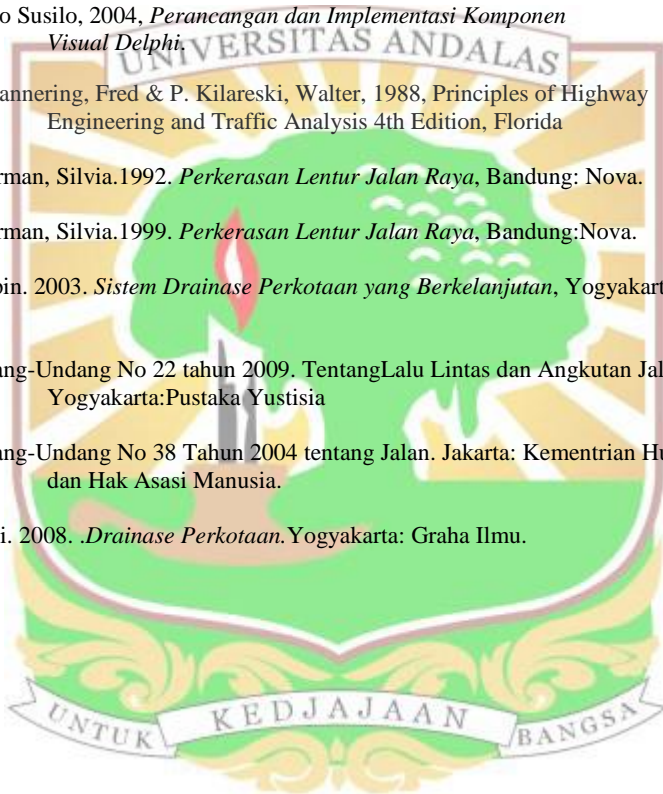 o Susilo, 2004, Perancangan dan Implementasi Komponen
Visual Delphi.
UNIVERSITAS ANDALAS
annering, Fred & P. Kilareski, Walter, 1988, Principles of Highway
Engineering and Traffic Analysis 4th Edition, Florida
rman, Silvia.1992. Perkerasan Lentur Jalan Raya, Bandung: Nova.
rman, Silvia.1999. Perkerasan Lentur Jalan Raya, Bandung:Nova.
oin. 2003. Sistem Drainase Perkotaan yang Berkelanjutan, Yogyakart
ang-Undang No 22 tahun 2009. TentangLalu Lintas dan Angkutan Jal
Yogyakarta:Pustaka Yustisia
ang-Undang No 38 Tahun 2004 tentang Jalan. Jakarta: Kementrian Hu
dan Hak Asasi Manusia.
i. 2008. .Drainase Perkotaan.Yogyakarta: Graha Ilmu.
UNTUK KEDJAJAAN BANGSA